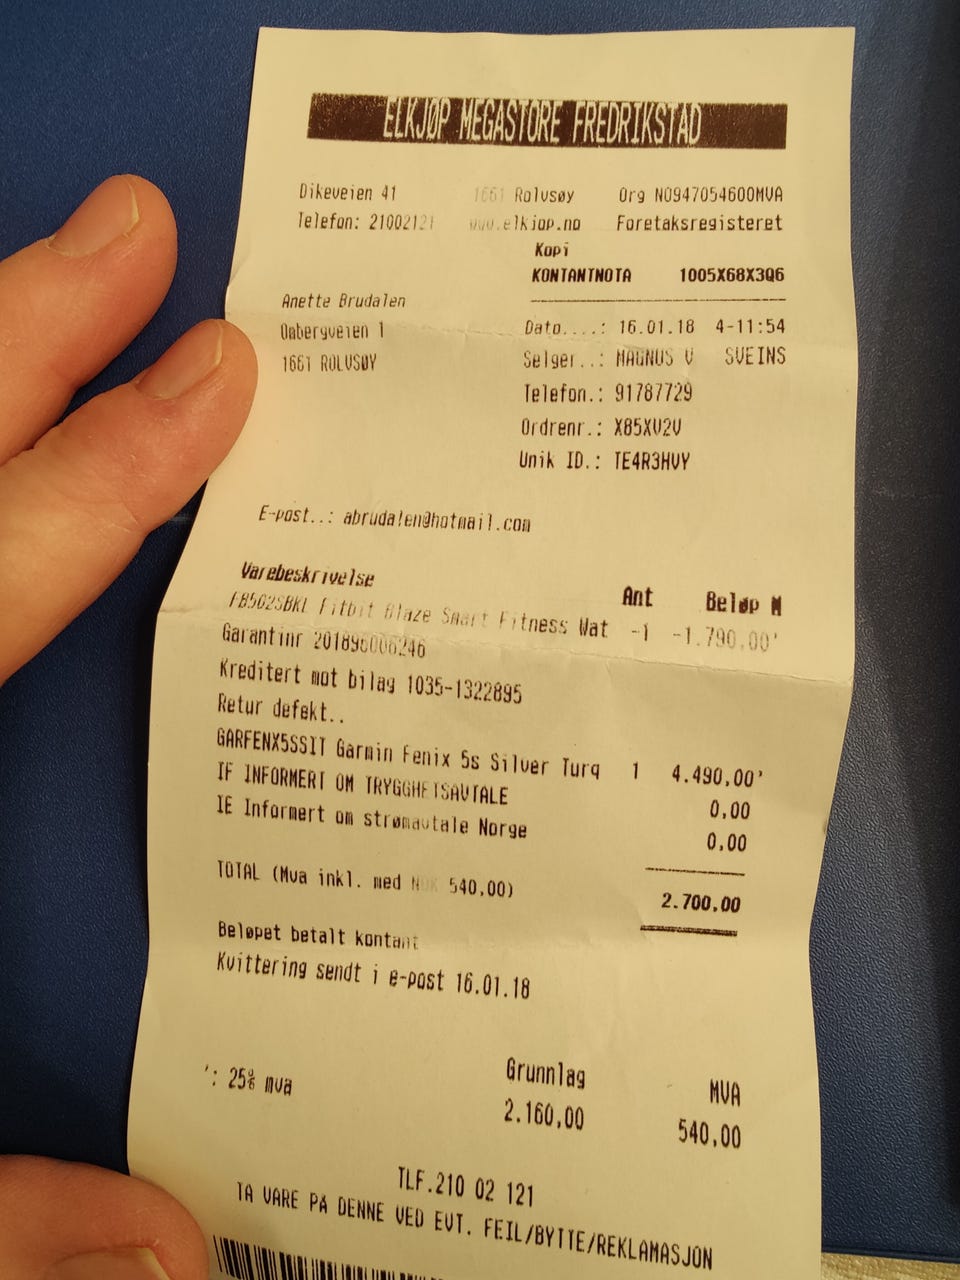 ELKJØP MEGASTORE FREDRIKSTAD
Dikeveien 41 1661 Rolvsøy Org NO947054600MVA
Telefon: 21002121 www.elkjop.no Foretaksregisteret
Kopi
KONTANTNOTA 1005X68X3Q6
Anette Brudalen
Ombergveien 1
1661 ROLVSØY
Dato....: 16.01.18 4-11:54
Selger..: MAGNUS V SVEINS
Telefon.: 91787729
Ordrenr.: X85XV2V
Unik ID.: TE4R3HVY
E-post..: abrudalen@hotmail.com
Varebeskrivelse Ant Beløp M
FB502SBKL Fitbit Blaze Smart Fitness Wat -1 -1.790,00'
Garantinr 201896006246
Kreditert mot bilag 1035-1322895
Retur defekt..
GARFENX5SSIT Garmin Fenix 5s Silver Turq 1 4.490,00'
IF INFORMERT OM TRYGGHETSAVTALE 0,00
IE Informert om strømavtale Norge 0,00
TOTAL (Mva inkl. med NOK 540,00) 2.700,00
Beløpet betalt kontant
Kvittering sendt i e-post 16.01.18
Grunnlag MVA
': 25% mva 2.160,00 540,00
TLF.210 02 121
TA VARE PÅ DENNE VED EVT. FEIL/BYTTE/REKLAMASJON